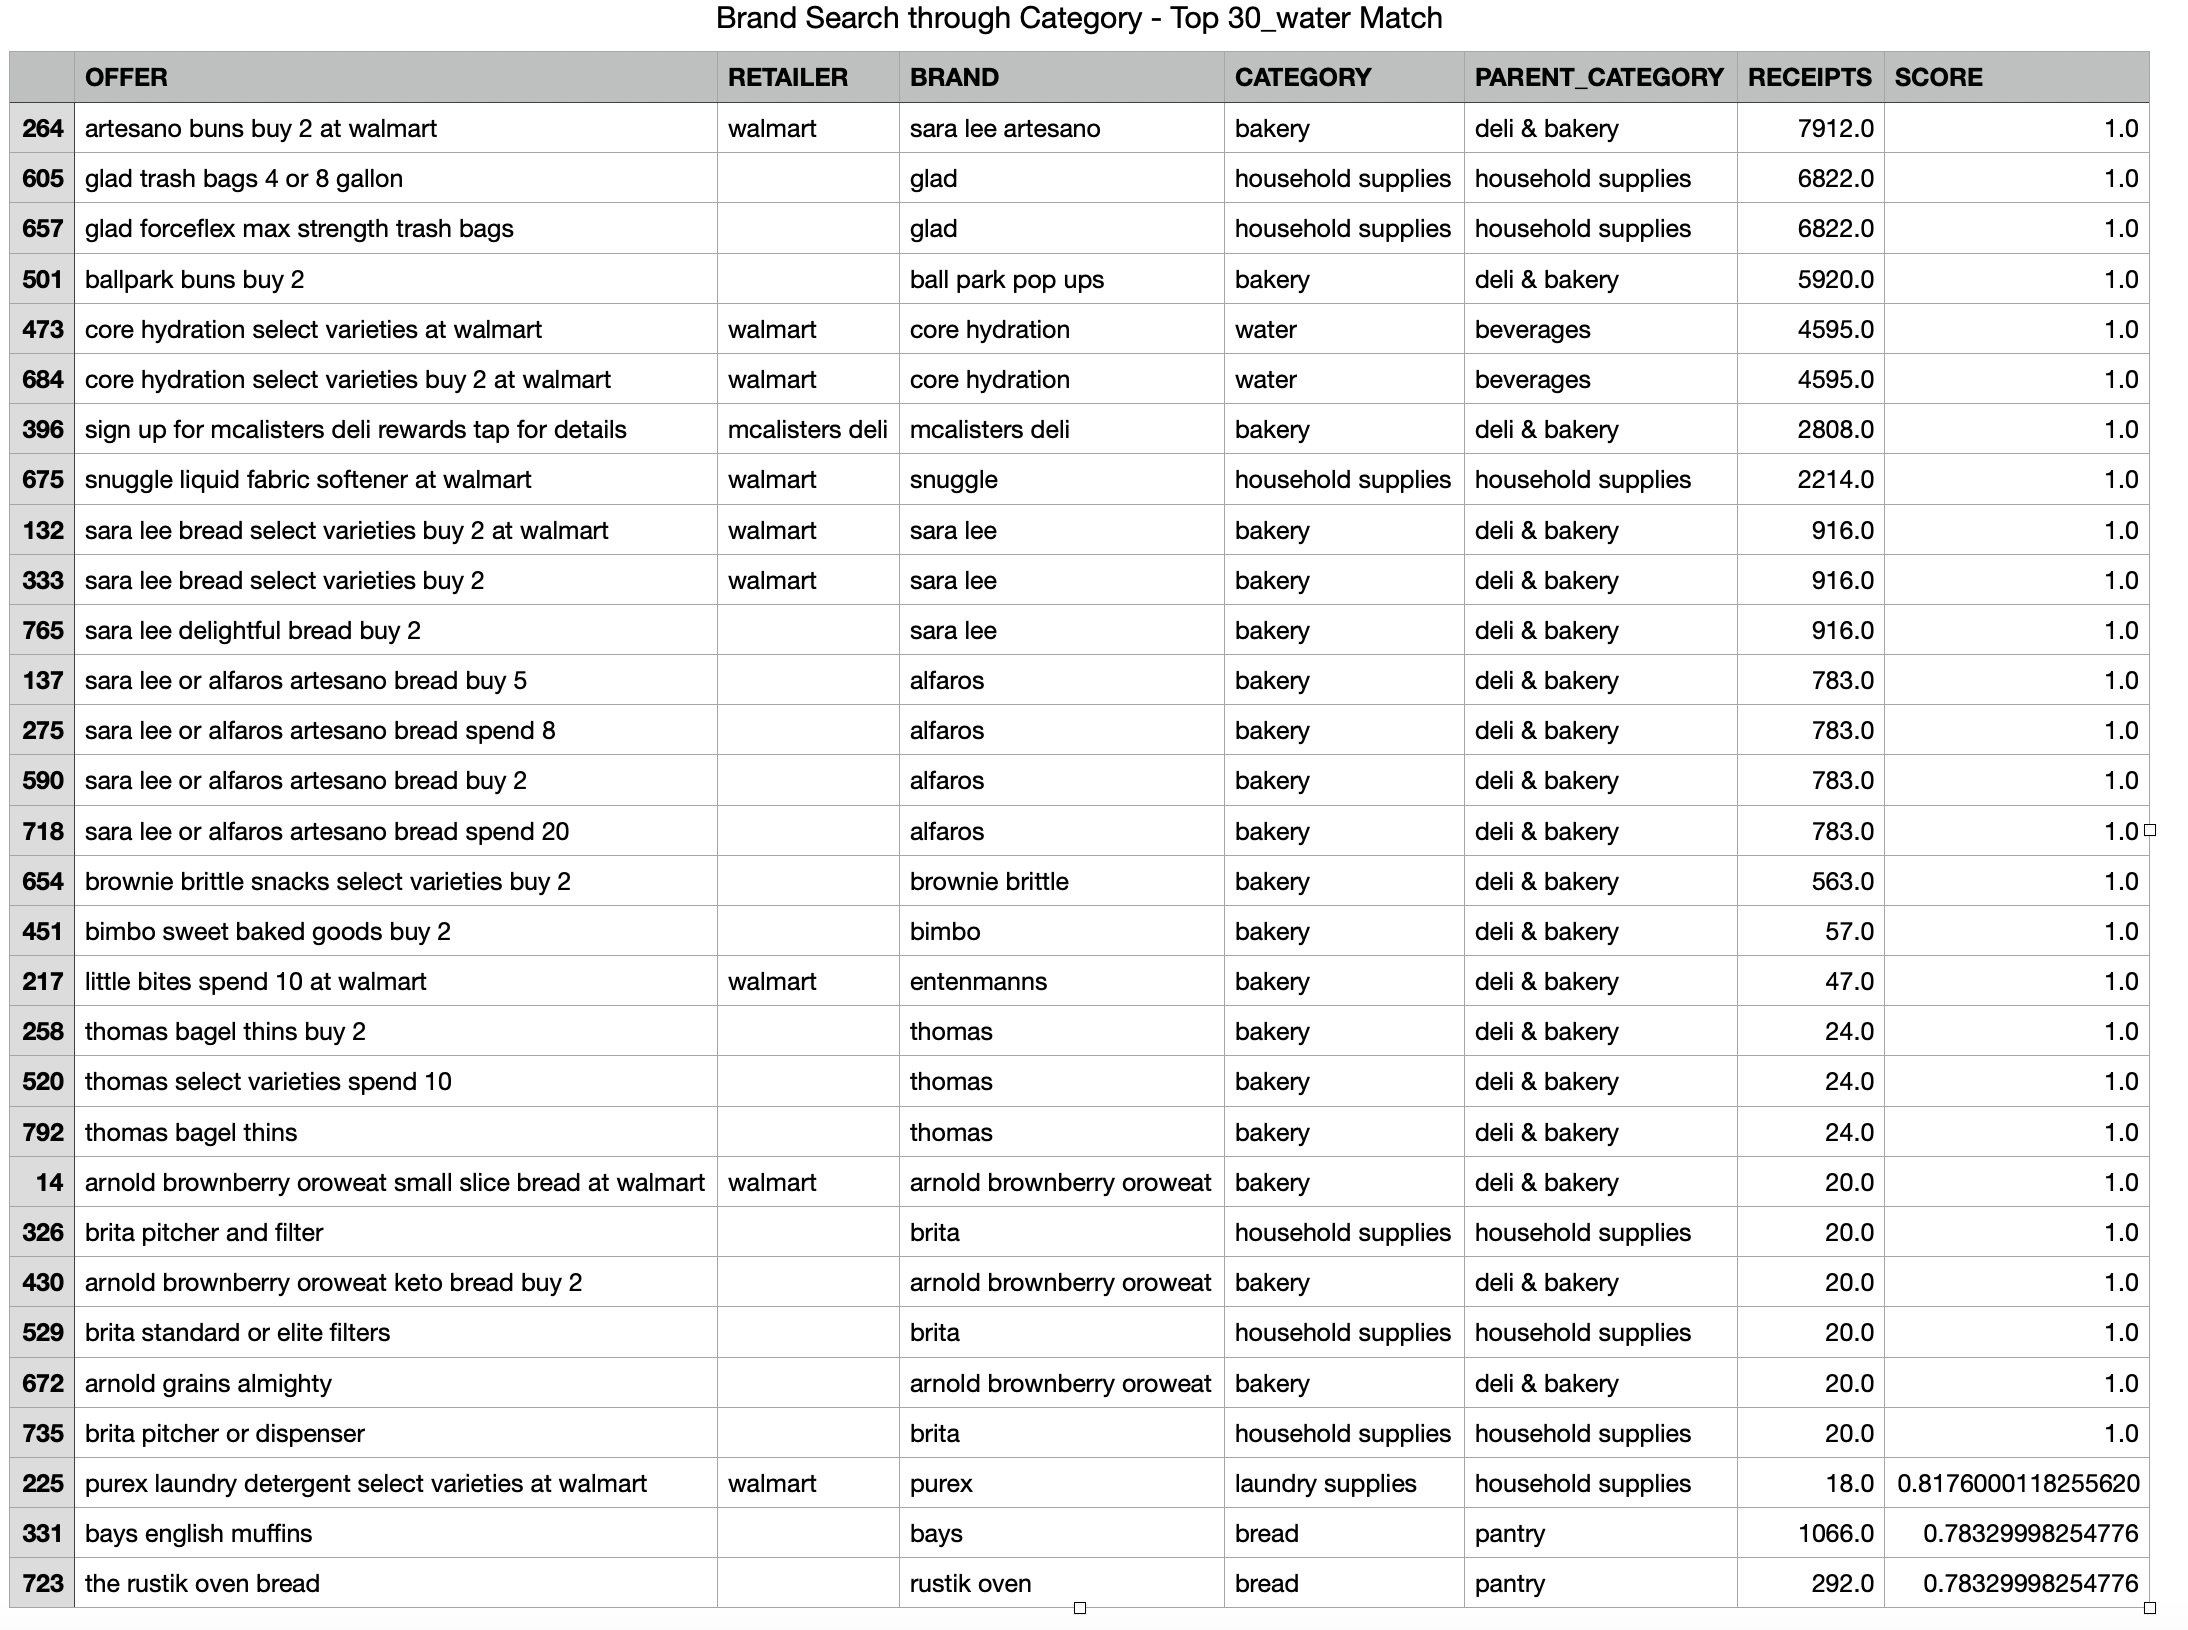 Brand Search through Category - Top 30_water Match
OFFER RETAILER BRAND CATEGORY PARENT_CATEGORY RECEIPTS SCORE
264 artesano buns buy 2 at walmart walmart sara lee artesano bakery deli & bakery 7912.0 1.0
605 glad trash bags 4 or 8 gallon glad household supplies household supplies 6822.0 1.0
657 glad forceflex max strength trash bags glad household supplies household supplies 6822.0 1.0
501 ballpark buns buy 2 ball park pop ups bakery deli & bakery 5920.0 1.0
473 core hydration select varieties at walmart walmart core hydration water beverages 4595.0 1.0
684 core hydration select varieties buy 2 at walmart walmart core hydration water beverages 4595.0 1.0
396 sign up for mcalisters deli rewards tap for details mcalisters deli mcalisters deli bakery deli & bakery 2808.0 1.0
675 snuggle liquid fabric softener at walmart walmart snuggle household supplies household supplies 2214.0 1.0
132 sara lee bread select varieties buy 2 at walmart walmart sara lee bakery deli & bakery 916.0 1.0
333 sara lee bread select varieties buy 2 walmart sara lee bakery deli & bakery 916.0 1.0
765 sara lee delightful bread buy 2 sara lee bakery deli & bakery 916.0 1.0
137 sara lee or alfaros artesano bread buy 5 alfaros bakery deli & bakery 783.0 1.0
275 sara lee or alfaros artesano bread spend 8 alfaros bakery deli & bakery 783.0 1.0
590 sara lee or alfaros artesano bread buy 2 alfaros bakery deli & bakery 783.0 1.0
718 sara lee or alfaros artesano bread spend 20 alfaros bakery deli & bakery 783.0 1.0
654 brownie brittle snacks select varieties buy 2 brownie brittle bakery deli & bakery 563.0 1.0
451 bimbo sweet baked goods buy 2 bimbo bakery deli & bakery 57.0 1.0
217 little bites spend 10 at walmart walmart entenmanns bakery deli & bakery 47.0 1.0
258 thomas bagel thins buy 2 thomas bakery deli & bakery 24.0 1.0
520 thomas select varieties spend 10 thomas bakery deli & bakery 24.0 1.0
792 thomas bagel thins thomas bakery deli & bakery 24.0 1.0
14 arnold brownberry oroweat small slice bread at walmart walmart arnold brownberry oroweat bakery deli & bakery 20.0 1.0
326 brita pitcher and filter brita household supplies household supplies 20.0 1.0
430 arnold brownberry oroweat keto bread buy 2 arnold brownberry oroweat bakery deli & bakery 20.0 1.0
529 brita standard or elite filters brita household supplies household supplies 20.0 1.0
672 arnold grains almighty arnold brownberry oroweat bakery deli & bakery 20.0 1.0
735 brita pitcher or dispenser brita household supplies household supplies 20.0 1.0
225 purex laundry detergent select varieties at walmart walmart purex laundry supplies household supplies 18.0 0.8176000118255620
331 bays english muffins bays bread pantry 1066.0 0.78329998254776
723 the rustik oven bread rustik oven bread pantry 292.0 0.78329998254776